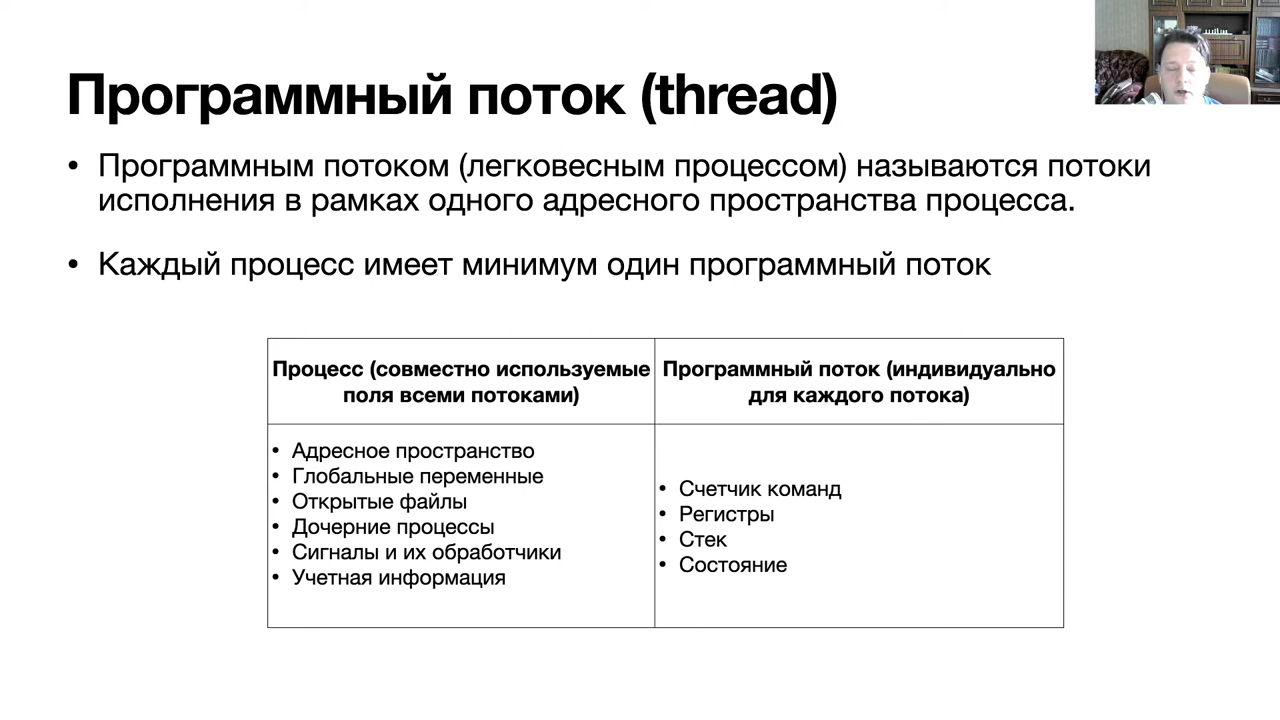 Программный поток (thread)
• Программным потоком (легковесным процессом) называются потоки
исполнения в рамках одного адресного пространства процесса.
• Каждый процесс имеет минимум один программный поток
Процесс (совместно используемые
поля всеми потоками)
Программный поток (индивидуально
для каждого потока)
• Адресное пространство
• Глобальные переменные
• Открытые файлы
• Дочерние процессы
• Сигналы и их обработчики
• Учетная информация
• Счетчик команд
• Регистры
• Стек
• Состояние